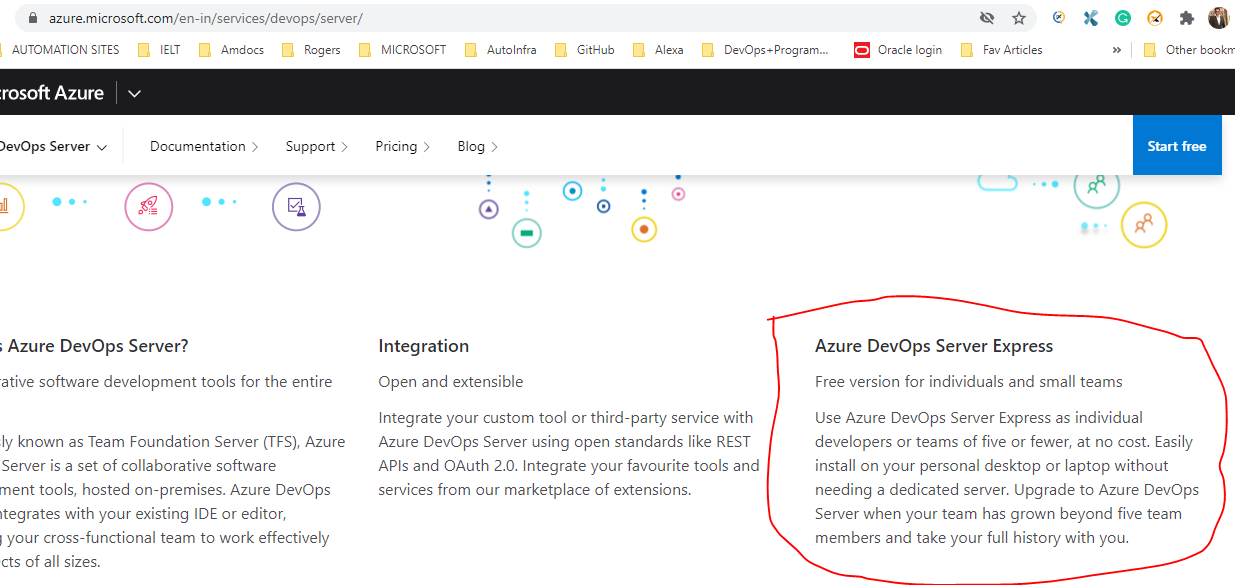 azure.microsoft.com/en-in/services/devops/server/
AUTOMATION SITES IELT Amdocs Rogers MICROSOFT AutoInfra GitHub Alexa DevOps+Program... Oracle login Fav Articles » Other bookm
crosoft Azure
DevOps Server Documentation Support Pricing Blog Start free
s Azure DevOps Server?
rative software development tools for the entire
sly known as Team Foundation Server (TFS), Azure
Server is a set of collaborative software
ment tools, hosted on-premises. Azure DevOps
ntegrates with your existing IDE or editor,
g your cross-functional team to work effectively
cts of all sizes.
Integration
Open and extensible
Integrate your custom tool or third-party service with
Azure DevOps Server using open standards like REST
APIs and OAuth 2.0. Integrate your favourite tools and
services from our marketplace of extensions.
Azure DevOps Server Express
Free version for individuals and small teams
Use Azure DevOps Server Express as individual
developers or teams of five or fewer, at no cost. Easily
install on your personal desktop or laptop without
needing a dedicated server. Upgrade to Azure DevOps
Server when your team has grown beyond five team
members and take your full history with you.